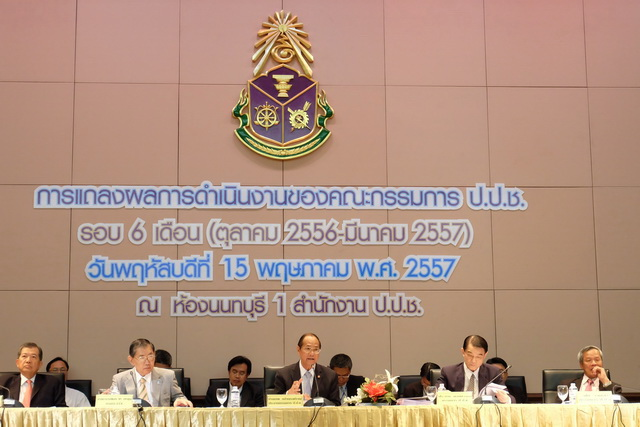 การแถลงผลการดำเนินงานของคณะกรรมการ ป.ป.ช.
รอบ 6 เดือน (ตุลาคม 2556-มีนาคม 2557)
วันพฤหัสบดีที่ 15 พฤษภาคม พ.ศ. 2557
ณ ห้องนนทบุรี 1 สำนักงาน ป.ป.ช.